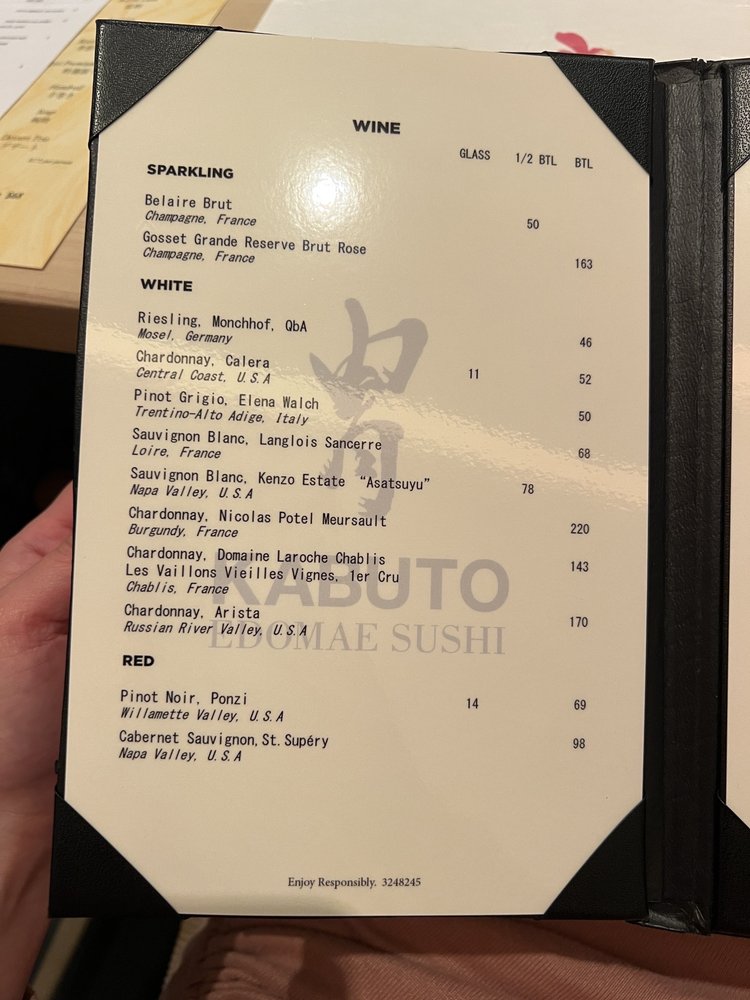 WINE
GLASS 1/2 BTL BTL
SPARKLING
Belaire Brut
Champagne, France
50
Gosset Grande Reserve Brut Rose
Champagne, France
163
WHITE
Riesling, Monchhof, QbA
Mosel, Germany
46
Chardonnay, Calera
Central Coast, U.S.A
11 52
Pinot Grigio, Elena Walch
Trentino-Alto Adige, Italy
50
Sauvignon Blanc, Langlois Sancerre
Loire, France
68
Sauvignon Blanc, Kenzo Estate “Asatsuyu”
Napa Valley, U.S.A
78
Chardonnay, Nicolas Potel Meursault
Burgundy, France
220
Chardonnay, Domaine Laroche Chablis
Les Vaillons Vieilles Vignes, 1er Cru
Chablis, France
143
Chardonnay, Arista
Russian River Valley, U.S.A
170
KABUTO
EDOMAE SUSHI
RED
Pinot Noir, Ponzi
Willamette Valley, U.S.A
14 69
Cabernet Sauvignon, St. Supéry
Napa Valley, U.S.A
98
Enjoy Responsibly. 3248245